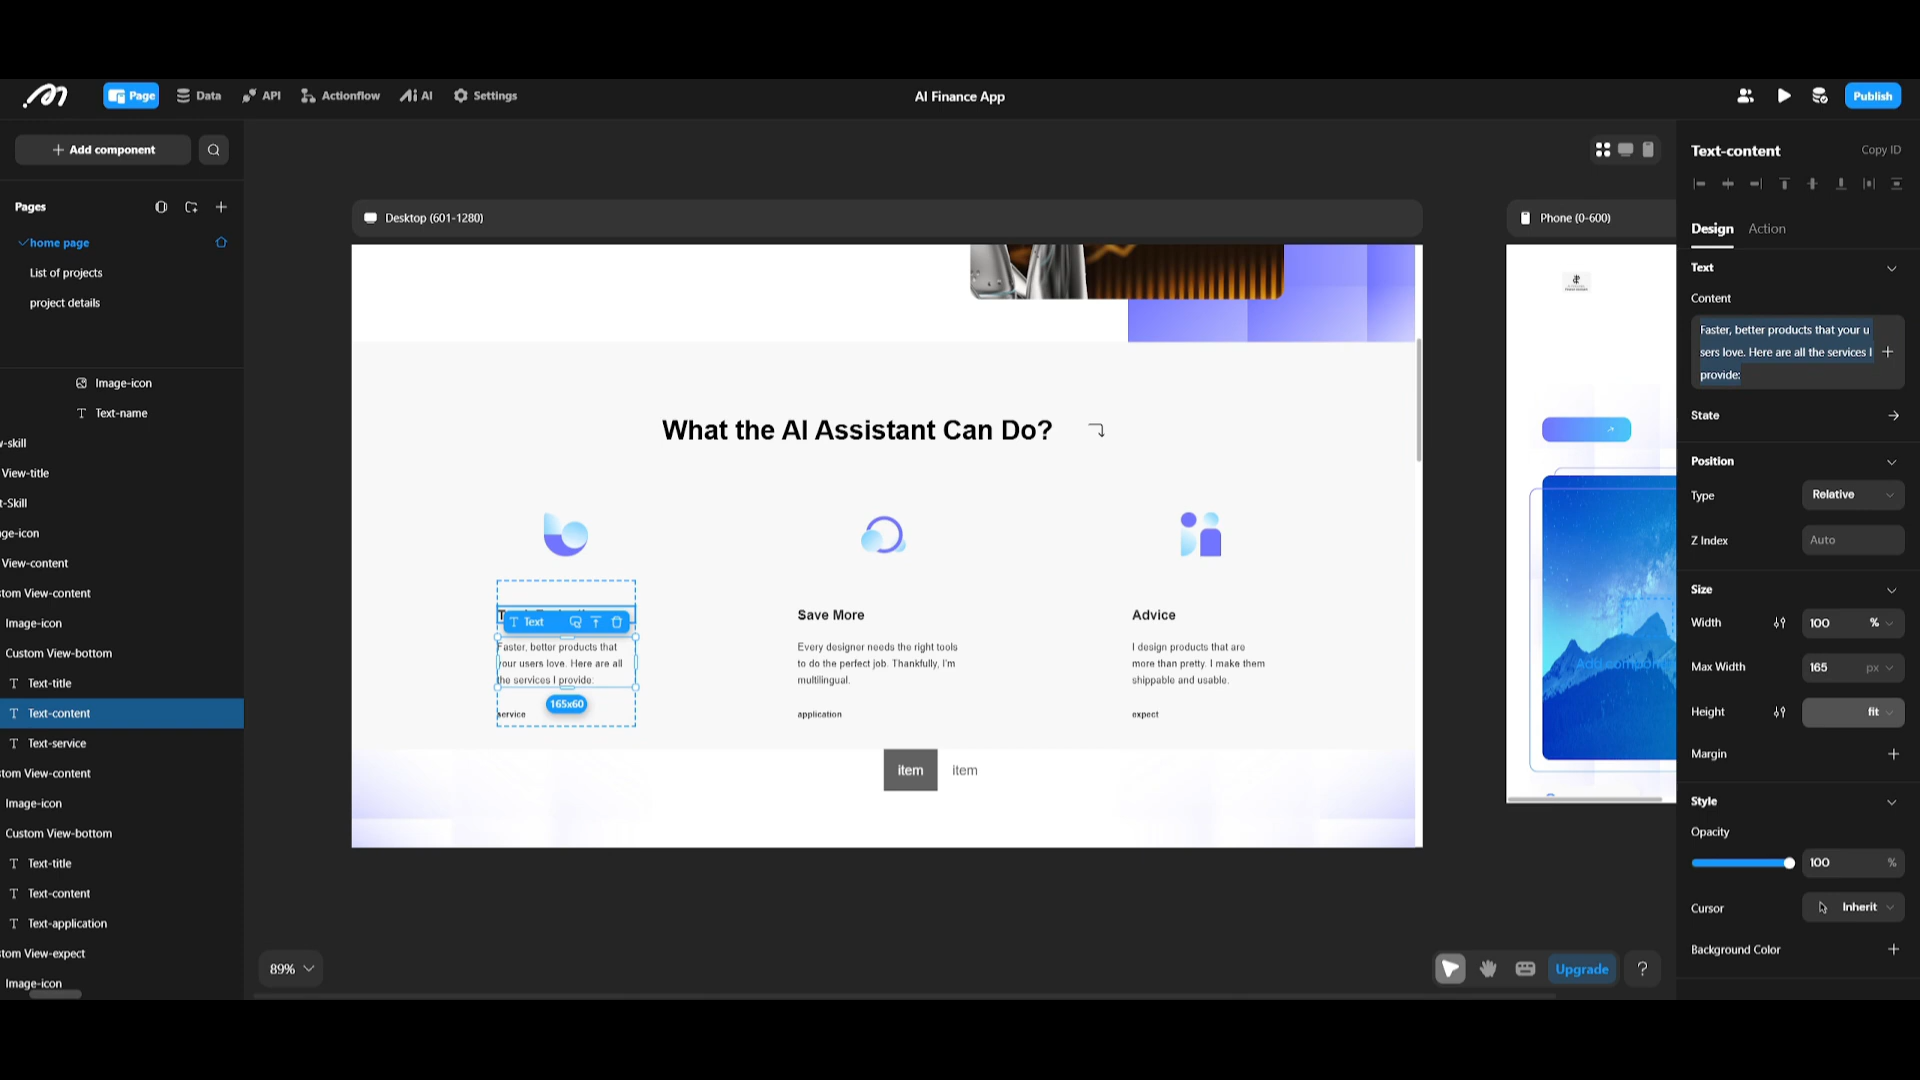 Page
Data
API
Actionflow
AI
Settings
AI Finance App
Publish
Add component
Pages
home page
List of projects
project details
Image-icon
Text-name
-skill
View-title
t-Skill
ge-icon
View-content
tom View-content
Image-icon
Custom View-bottom
Text-title
Text-content
Text-service
tom View-content
Image-icon
Custom View-bottom
Text-title
Text-content
Text-application
tom View-expect
Image-icon
Desktop (601-1280)
What the AI Assistant Can Do?
Text
Faster, better products that
your users love. Here are all
the services I provide:
165x60
service
Save More
Every designer needs the right tools
to do the perfect job. Thankfully, I'm
multilingual.
application
Advice
I design products that are
more than pretty. I make them
shippable and usable.
expect
item
item
89%
Upgrade
?
Phone (0-600)
Text-content
Copy ID
Design
Action
Text
Content
Faster, better products that your u
sers love. Here are all the services I
provide:
State
Position
Type
Relative
Z Index
Auto
Size
Width
100
%
Max Width
165
px
Height
fit
Margin
Style
Opacity
100
%
Cursor
Inherit
Background Color